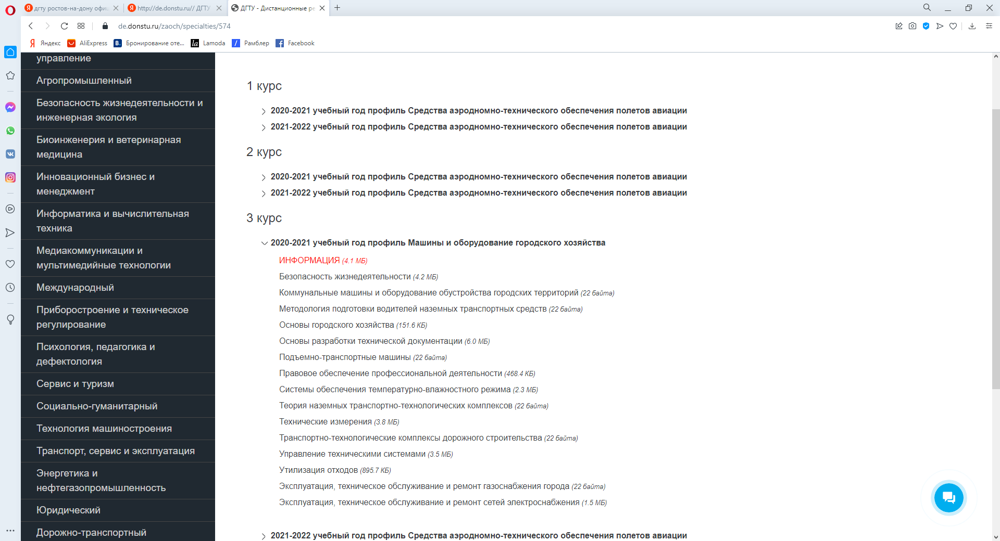 дгту ростов-на-дону офиц
http://de.donstu.ru// ДГТУ
ДГТУ - Дистанционные ре
de.donstu.ru/zaoch/specialties/574
Яндекс
AliExpress
Бронирование оте...
Lamoda
Рамблер
Facebook
управление
Агропромышленный
Безопасность жизнедеятельности и
инженерная экология
Биоинженерия и ветеринарная
медицина
Инновационный бизнес и
менеджмент
Информатика и вычислительная
техника
Медиакоммуникации и
мультимедийные технологии
Международный
Приборостроение и техническое
регулирование
Психология, педагогика и
дефектология
Сервис и туризм
Социально-гуманитарный
Технология машиностроения
Транспорт, сервис и эксплуатация
Энергетика и
нефтегазопромышленность
Юридический
Дорожно-транспортный
1 курс
2020-2021 учебный год профиль Средства аэродномно-технического обеспечения полетов авиации
2021-2022 учебный год профиль Средства аэродномно-технического обеспечения полетов авиации
2 курс
2020-2021 учебный год профиль Средства аэродномно-технического обеспечения полетов авиации
2021-2022 учебный год профиль Средства аэродномно-технического обеспечения полетов авиации
3 курс
2020-2021 учебный год профиль Машины и оборудование городского хозяйства
ИНФОРМАЦИЯ (4.1 МБ)
Безопасность жизнедеятельности (4.2 МБ)
Коммунальные машины и оборудование обустройства городских территорий (22 байта)
Методология подготовки водителей наземных транспортных средств (22 байта)
Основы городского хозяйства (151.6 КБ)
Основы разработки технической документации (6.0 МБ)
Подъемно-транспортные машины (22 байта)
Правовое обеспечение профессиональной деятельности (468.4 КБ)
Системы обеспечения температурно-влажностного режима (2.3 МБ)
Теория наземных транспортно-технологических комплексов (22 байта)
Технические измерения (3.8 МБ)
Транспортно-технологические комплексы дорожного строительства (22 байта)
Управление техническими системами (3.5 МБ)
Утилизация отходов (895.7 КБ)
Эксплуатация, техническое обслуживание и ремонт газоснабжения города (22 байта)
Эксплуатация, техническое обслуживание и ремонт сетей электроснабжения (1.5 МБ)
2021-2022 учебный год профиль Средства аэродномно-технического обеспечения полетов авиации